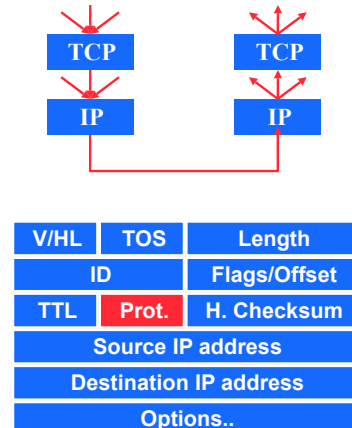 TCP TCP
IP IP
V/HL TOS Length
ID Flags/Offset
TTL Prot. H. Checksum
Source IP address
Destination IP address
Options..